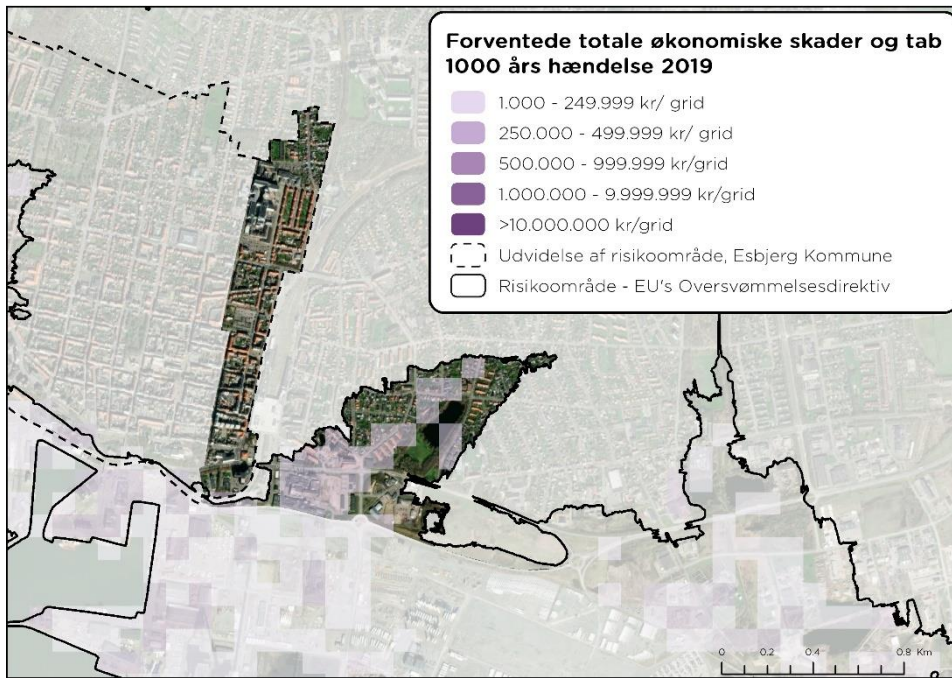 Forventede totale økonomiske skader og tab
1000 års hændelse 2019
1.000 - 249.999 kr/ grid
250.000 - 499.999 kr/ grid
500.000 - 999.999 kr/grid
1.000.000 - 9.999.999 kr/grid
>10.000.000 kr/grid
Udvidelse af risikoområde, Esbjerg Kommune
Risikoområde - EU's Oversvømmelsesdirektiv
0 0.2 0.4 0.8 Km